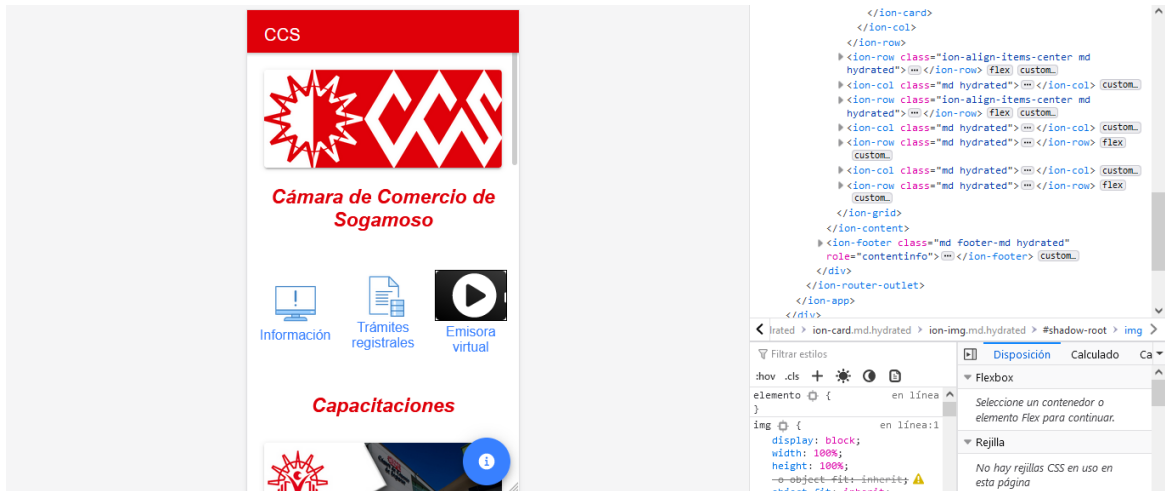 CCS
CCS
Cámara de Comercio de
Sogamoso
Información
Trámites
registrales
Emisora
virtual
Capacitaciones
</ion-card>
</ion-col>
</ion-row>
<ion-row class="ion-align-items-center md
hydrated"> ⋯ </ion-row> flex custom…
<ion-col class="md hydrated"> ⋯ </ion-col> custom…
<ion-row class="ion-align-items-center md
hydrated"> ⋯ </ion-row> flex custom…
<ion-col class="md hydrated"> ⋯ </ion-col> custom…
<ion-row class="md hydrated"> ⋯ </ion-row> flex
custom…
<ion-col class="md hydrated"> ⋯ </ion-col> custom…
<ion-row class="md hydrated"> ⋯ </ion-row> flex
custom…
</ion-grid>
</ion-content>
<ion-footer class="md footer-md hydrated"
role="contentinfo"> ⋯ </ion-footer> custom…
</div>
</ion-router-outlet>
</ion-app>
</div>
lrated > ion-card.md.hydrated > ion-img.md.hydrated > #shadow-root > img
Filtrar estilos
:hov .cls +
elemento { en línea
}
img { en línea:1
display: block;
width: 100%;
height: 100%;
-o-object-fit: inherit;
object-fit: inherit;
Disposición Calculado Ca
Flexbox
Seleccione un contenedor o
elemento Flex para continuar.
Rejilla
No hay rejillas CSS en uso en
esta página